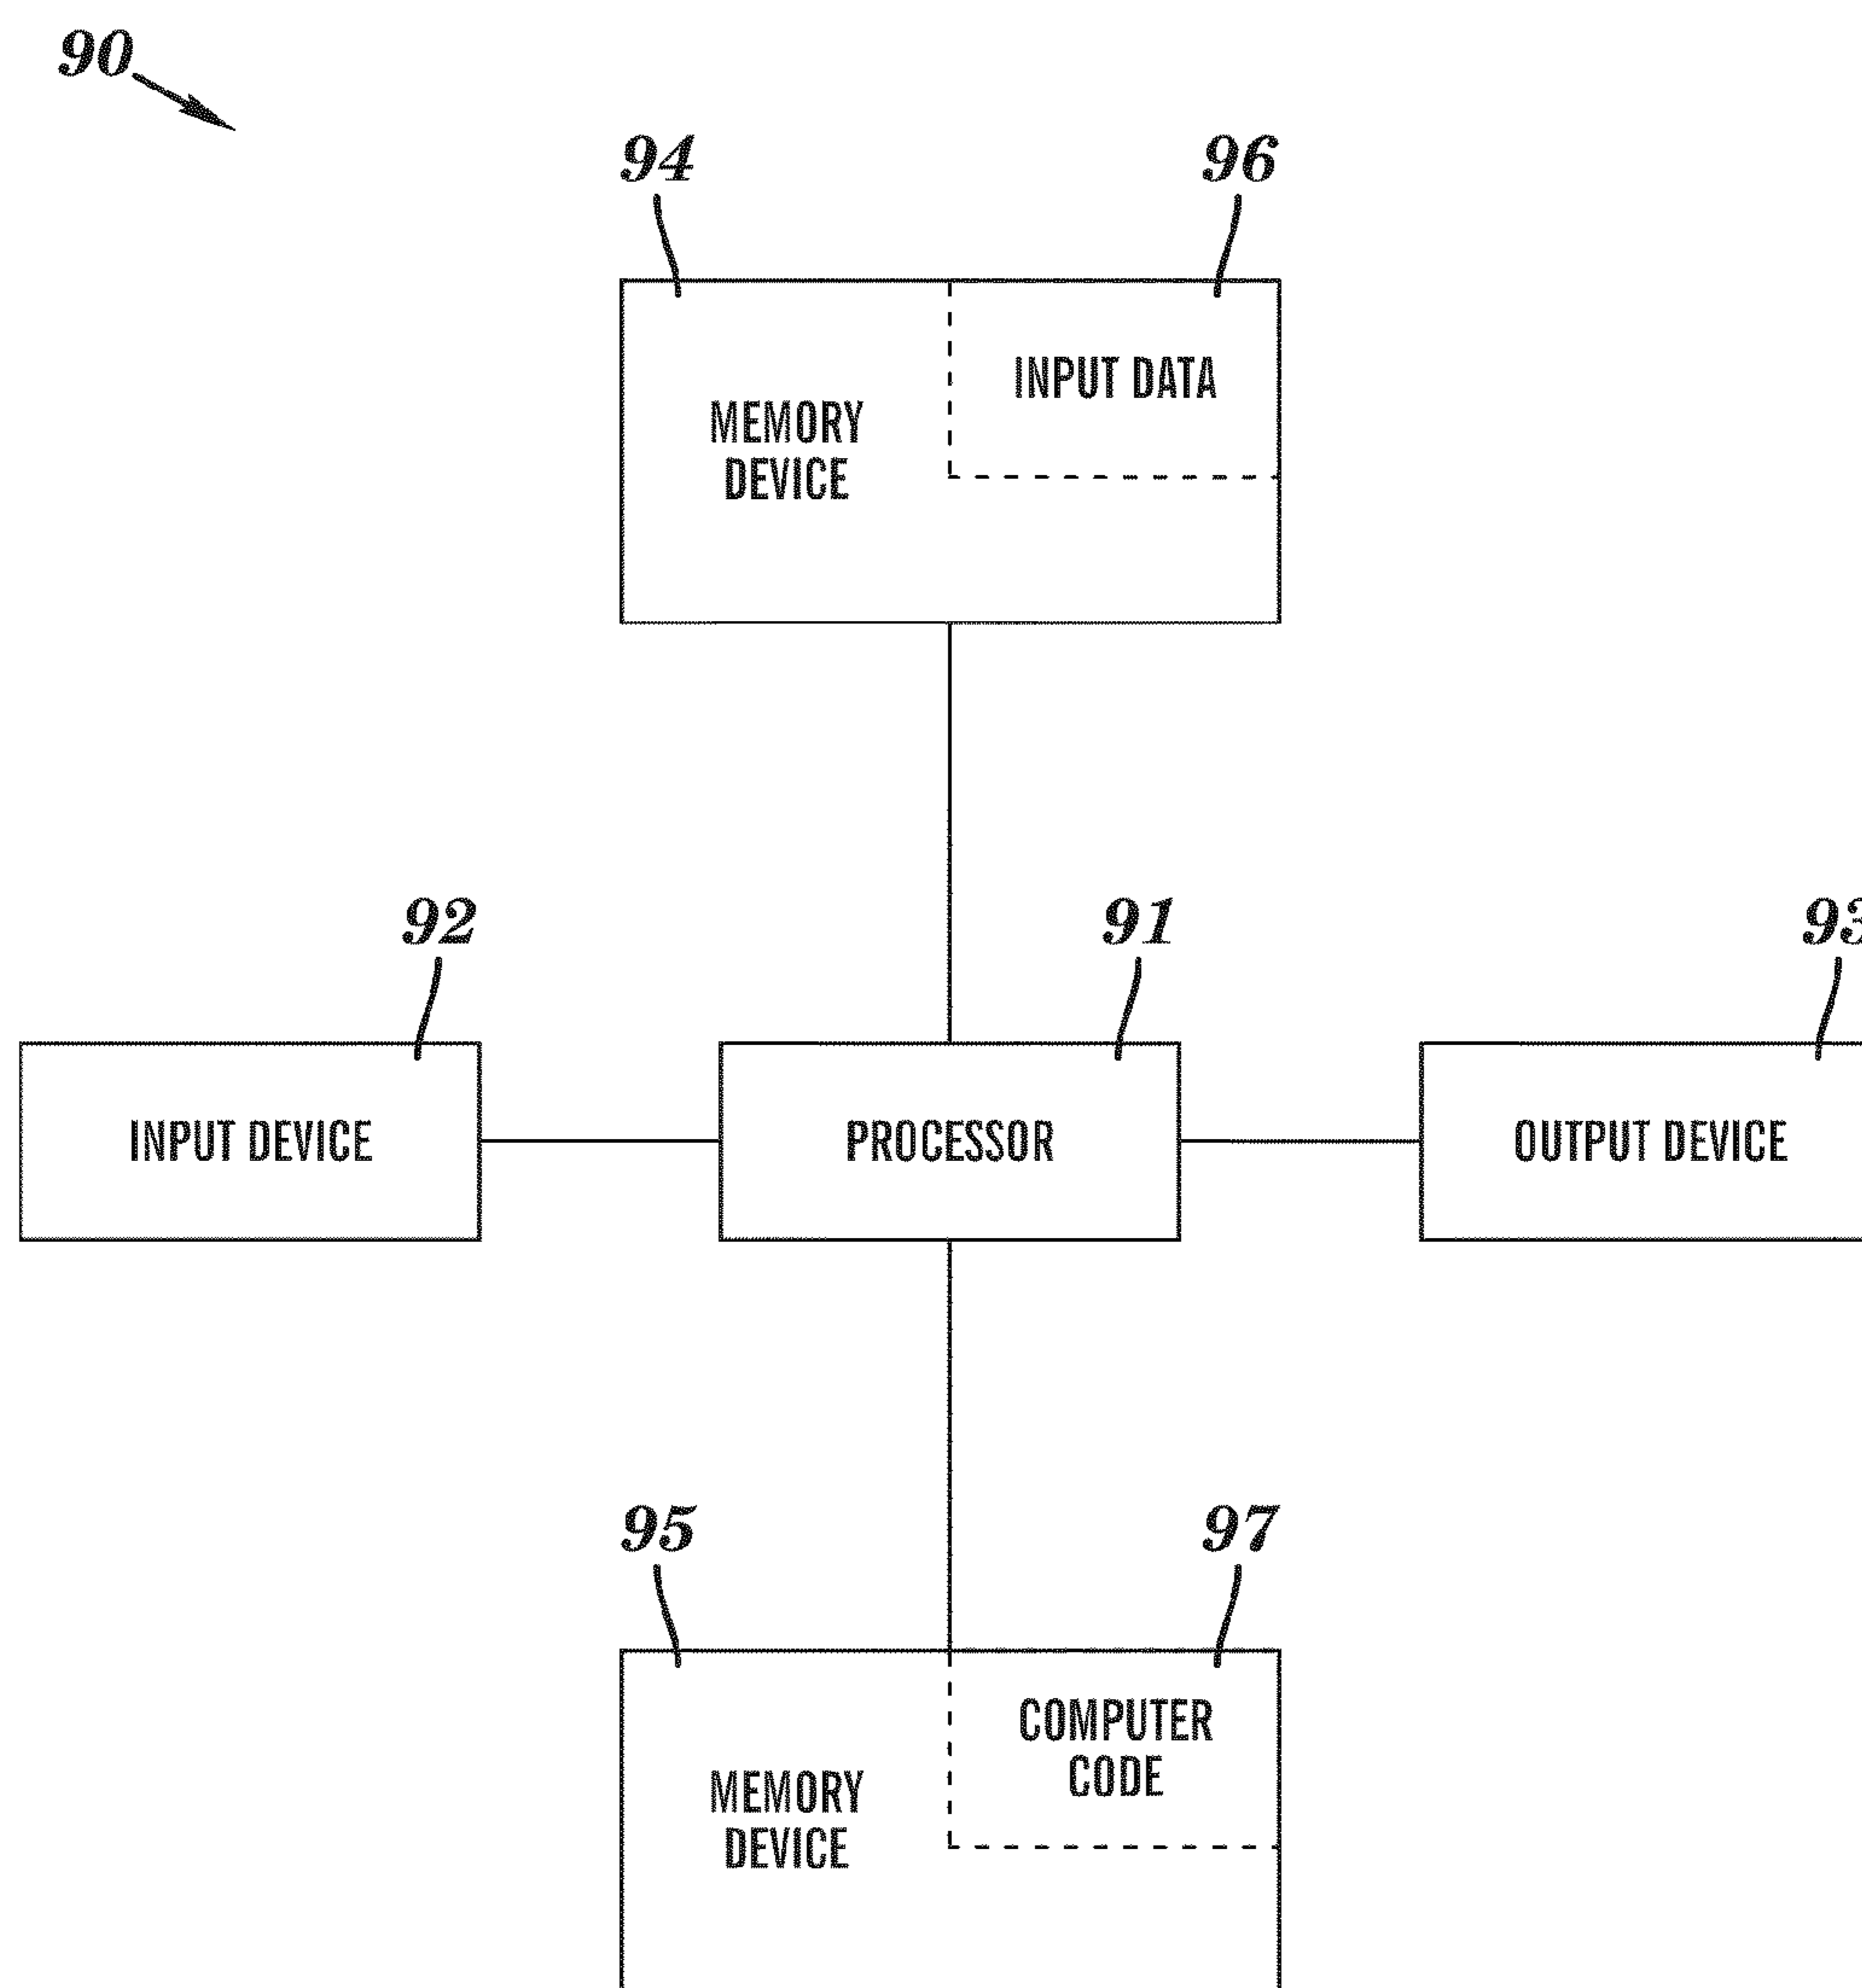 90
94
96
INPUT DATA
MEMORY
DEVICE
92
91
93
INPUT DEVICE
PROCESSOR
OUTPUT DEVICE
95
97
COMPUTER
CODE
MEMORY
DEVICE